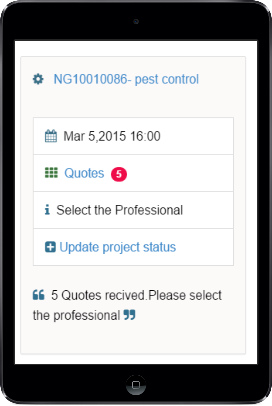 NG10010086- pest control
Mar 5,2015 16:00
Quotes 5
Select the Professional
Update project status
5 Quotes recived.Please select
the professional